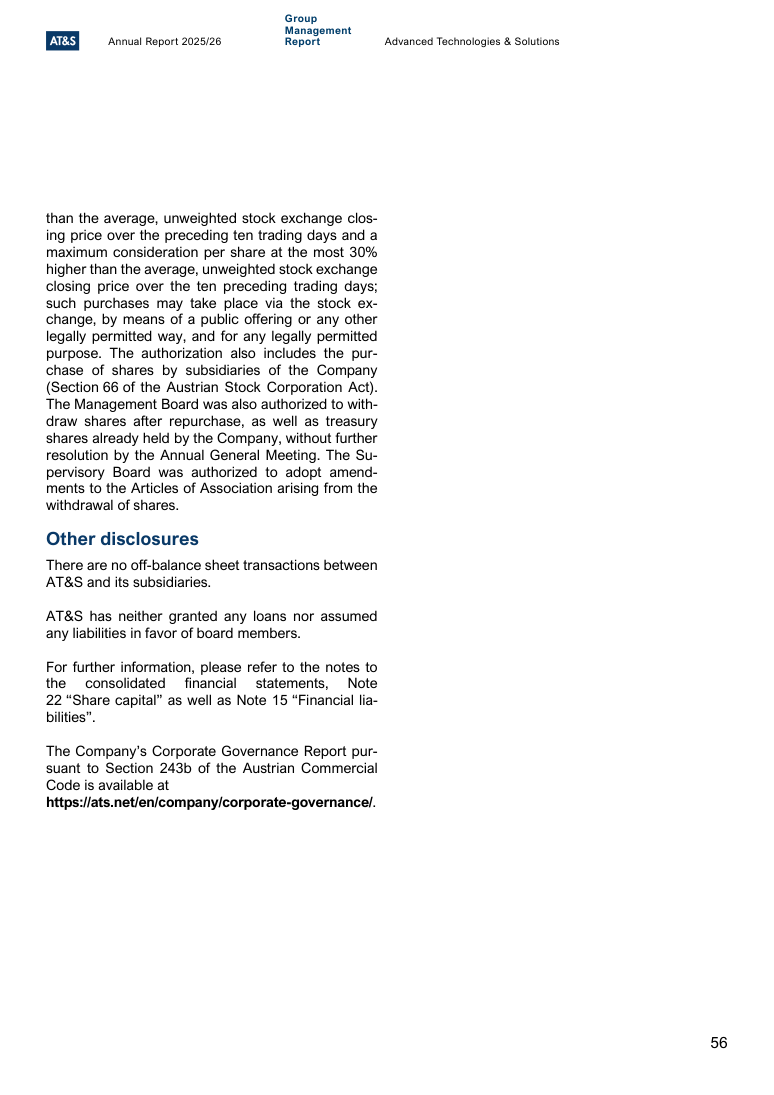 AT&S
Annual Report 2025/26
Group
Management
Report
Advanced Technologies & Solutions
than the average, unweighted stock exchange clos-
ing price over the preceding ten trading days and a
maximum consideration per share at the most 30%
higher than the average, unweighted stock exchange
closing price over the ten preceding trading days;
such purchases may take place via the stock ex-
change, by means of a public offering or any other
legally permitted way, and for any legally permitted
purpose. The authorization also includes the pur-
chase of shares by subsidiaries of the Company
(Section 66 of the Austrian Stock Corporation Act).
The Management Board was also authorized to with-
draw shares after repurchase, as well as treasury
shares already held by the Company, without further
resolution by the Annual General Meeting. The Su-
pervisory Board was authorized to adopt amend-
ments to the Articles of Association arising from the
withdrawal of shares.
Other disclosures
There are no off-balance sheet transactions between
AT&S and its subsidiaries.
AT&S has neither granted any loans nor assumed
any liabilities in favor of board members.
For further information, please refer to the notes to
the consolidated financial statements, Note
22 “Share capital” as well as Note 15 “Financial lia-
bilities”.
The Company’s Corporate Governance Report pur-
suant to Section 243b of the Austrian Commercial
Code is available at
https://ats.net/en/company/corporate-governance/.
56